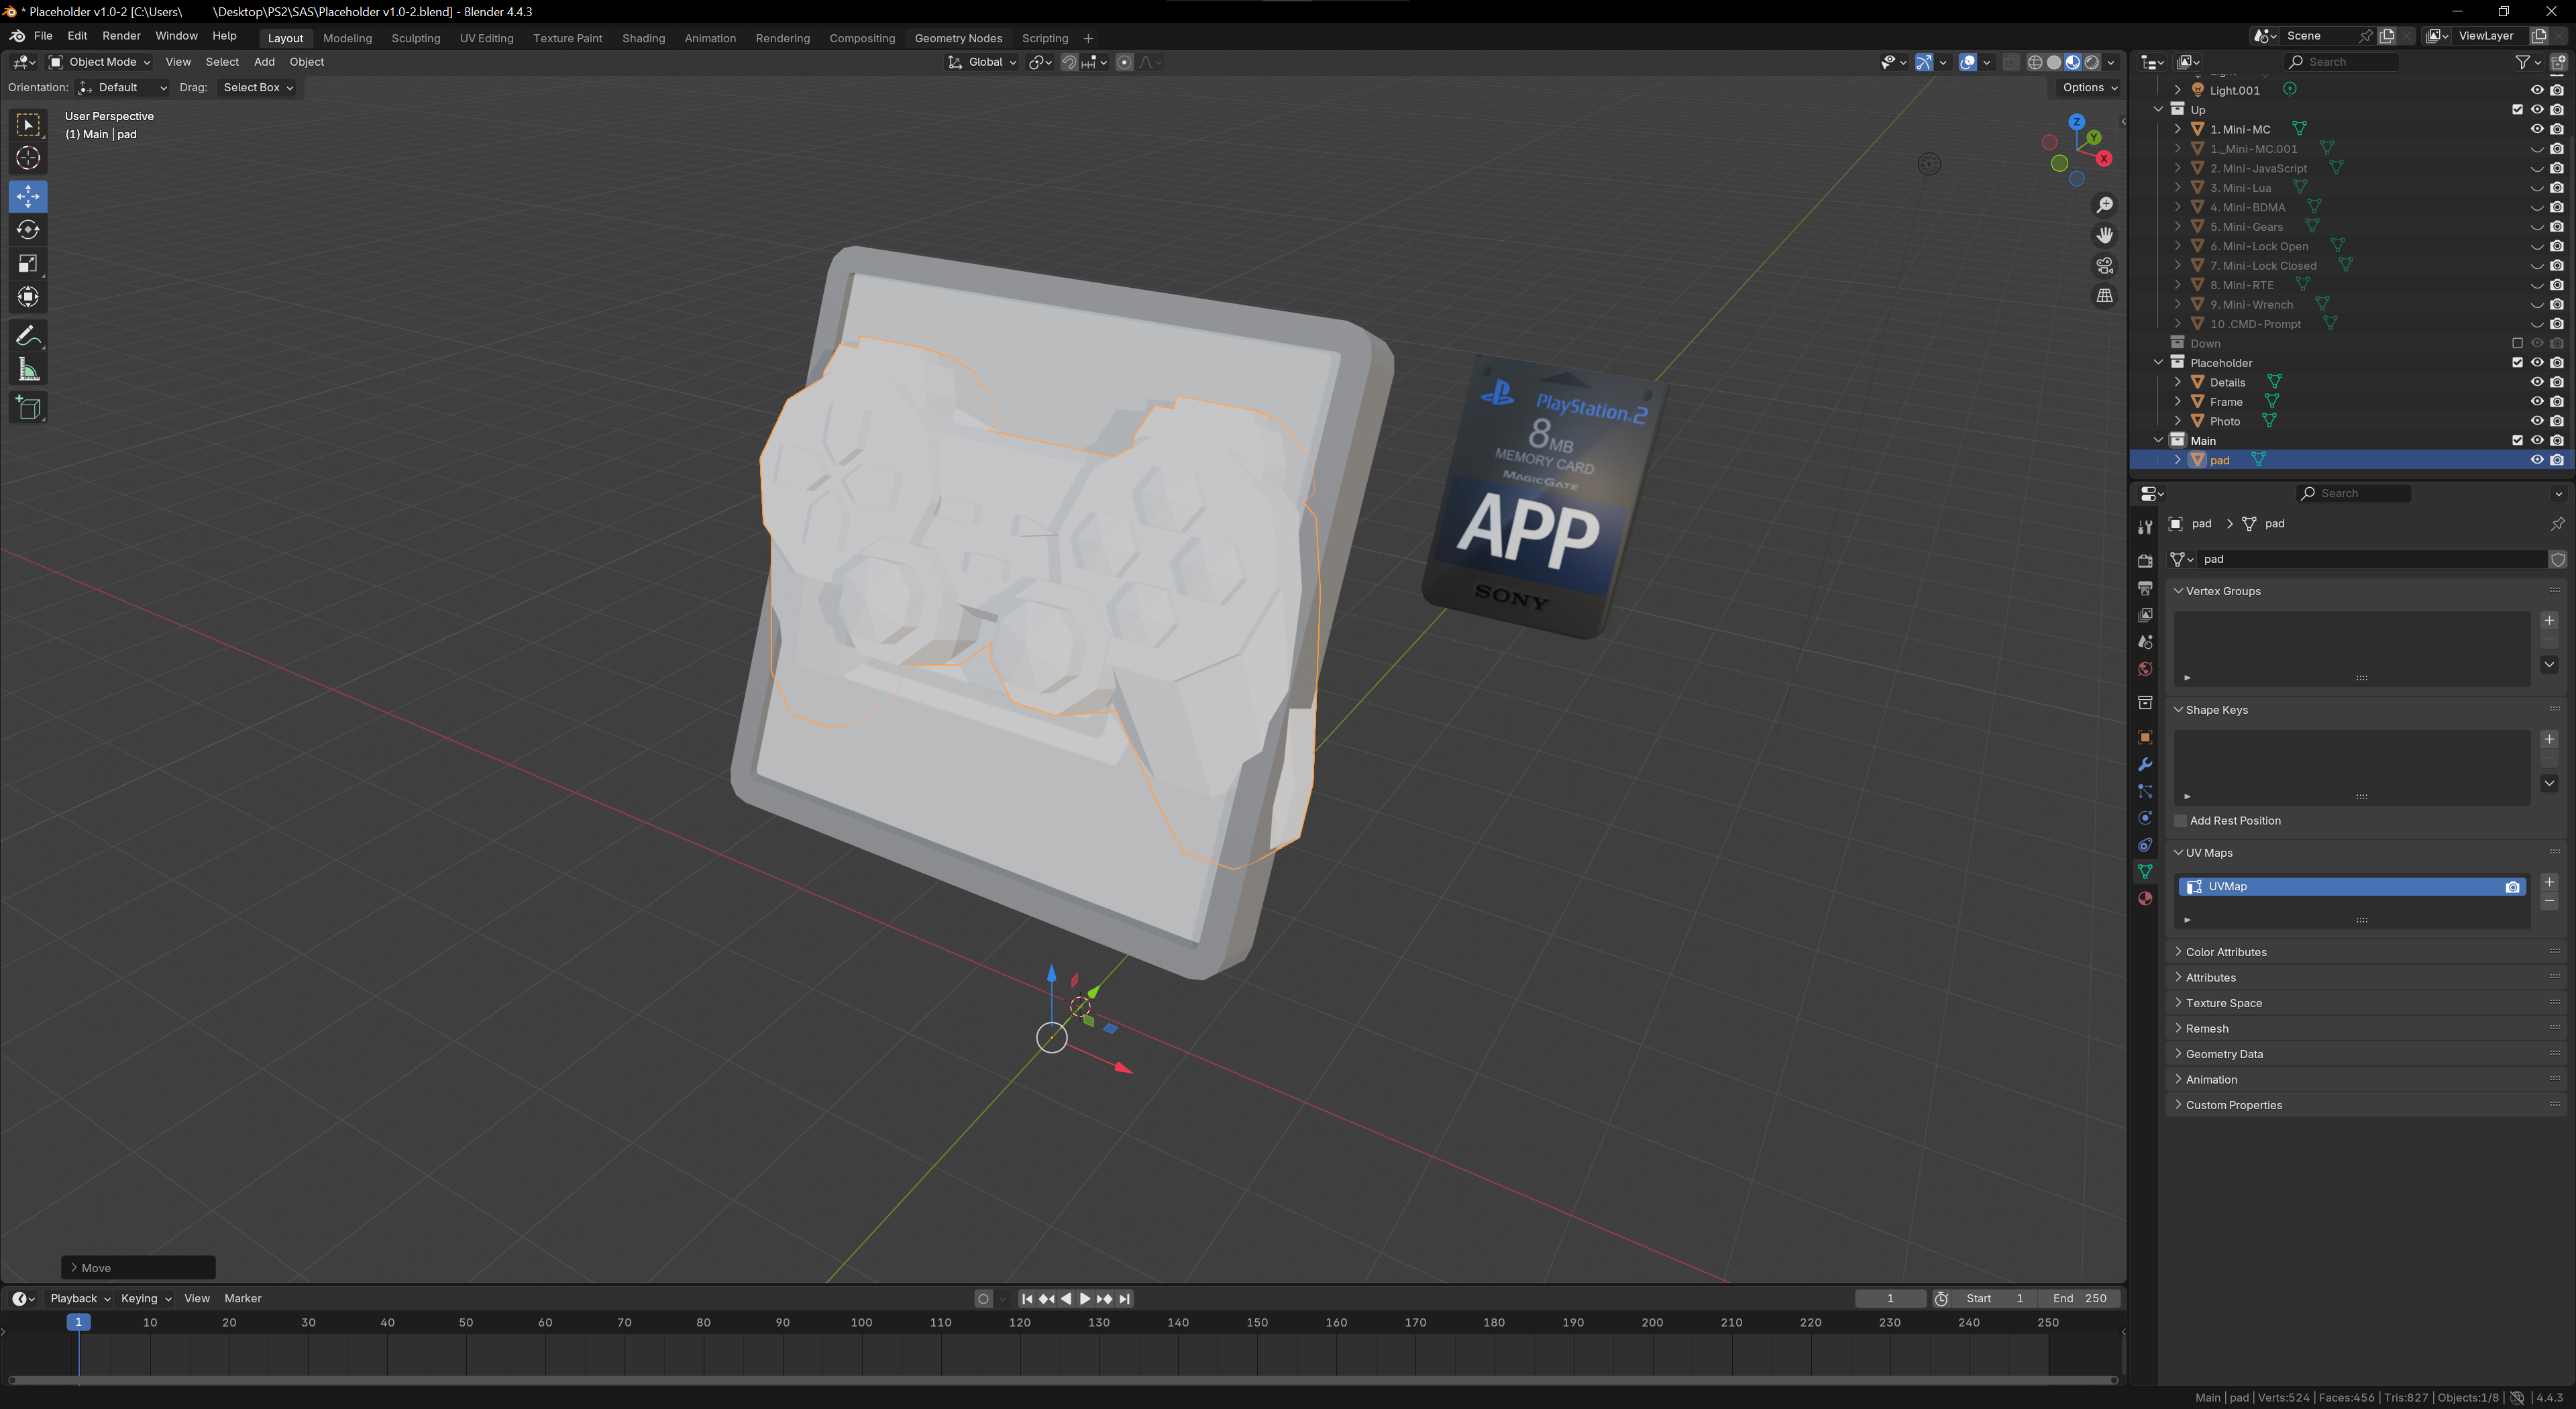 * Placeholder v1.0-2 [C:\Users\ \Desktop\PS2\SAS\Placeholder v1.0-2.blend] - Blender 4.4.3
File Edit Render Window Help Layout Modeling Sculpting UV Editing Texture Paint Shading Animation Rendering Compositing Geometry Nodes Scripting + Scene ViewLayer
Object Mode View Select Add Object Global Search
Orientation: Default Drag: Select Box Options
User Perspective
(1) Main | pad
Z
Y
X
PlayStation.2
8MB
MEMORY CARD
MAGICGATE
APP
SONY
Move
Light.001
Up
1. Mini-MC
1._Mini-MC.001
2. Mini-JavaScript
3. Mini-Lua
4. Mini-BDMA
5. Mini-Gears
6. Mini-Lock Open
7. Mini-Lock Closed
8. Mini-RTE
9. Mini-Wrench
10 .CMD-Prompt
Down
Placeholder
Details
Frame
Photo
Main
pad
Search
pad > pad
pad
Vertex Groups
Shape Keys
Add Rest Position
UV Maps
UVMap
Color Attributes
Attributes
Texture Space
Remesh
Geometry Data
Animation
Custom Properties
Playback Keying View Marker 1 Start 1 End 250
1 10 20 30 40 50 60 70 80 90 100 110 120 130 140 150 160 170 180 190 200 210 220 230 240 250
Main | pad | Verts:524 | Faces:456 | Tris:827 | Objects:1/8 | 4.4.3